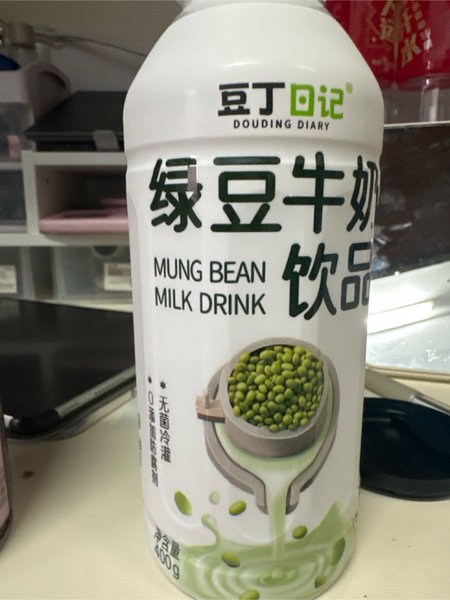 豆丁日记®
DOUDING DIARY
绿豆牛奶
饮品
MUNG BEAN
MILK DRINK
*无菌冷灌
净含量
400g